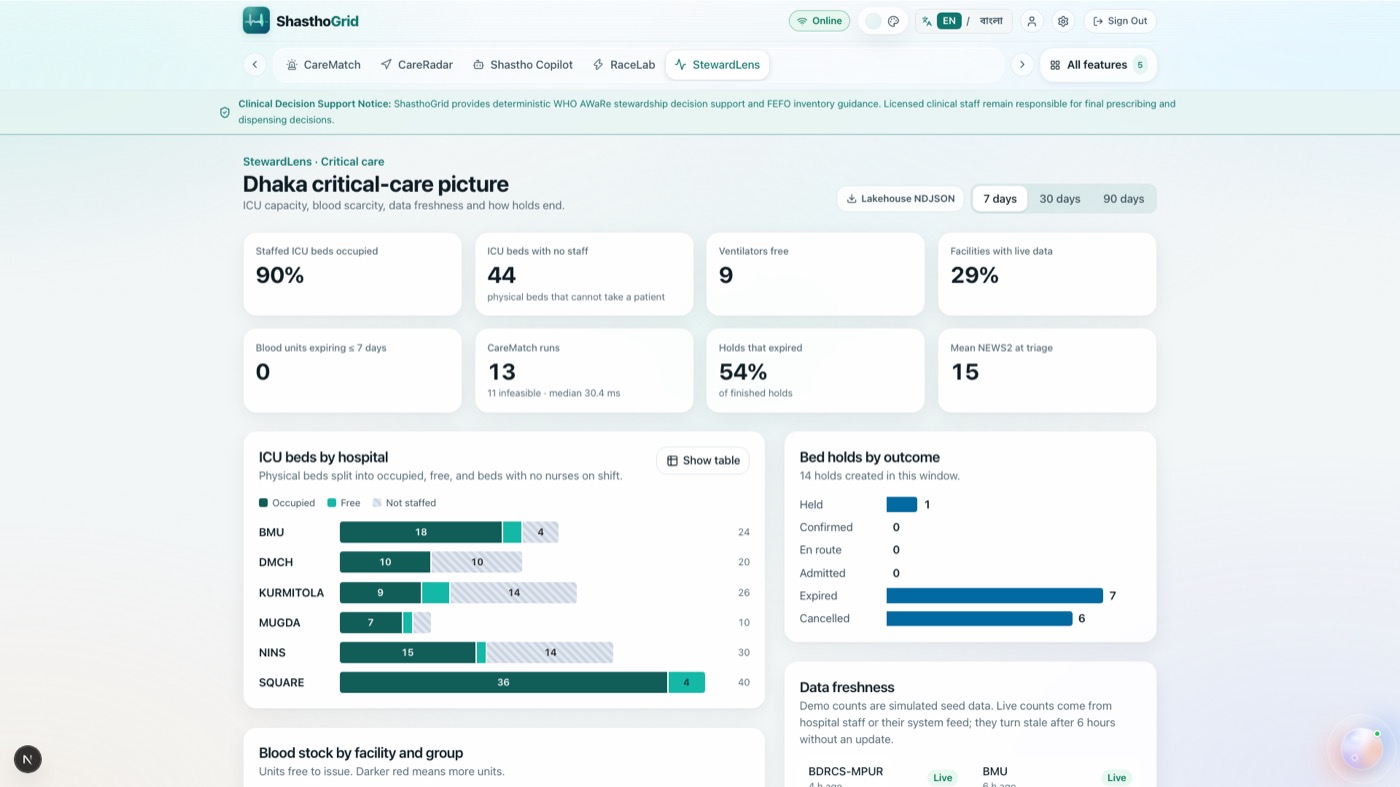 ShasthoGrid
Online
EN / বাংলা
Sign Out
CareMatch
CareRadar
Shastho Copilot
RaceLab
StewardLens
All features 5
Clinical Decision Support Notice: ShasthoGrid provides deterministic WHO AWaRe stewardship decision support and FEFO inventory guidance. Licensed clinical staff remain responsible for final prescribing and
dispensing decisions.
StewardLens · Critical care
Dhaka critical-care picture
ICU capacity, blood scarcity, data freshness and how holds end.
Lakehouse NDJSON
7 days
30 days
90 days
Staffed ICU beds occupied
90%
ICU beds with no staff
44
physical beds that cannot take a patient
Ventilators free
9
Facilities with live data
29%
Blood units expiring ≤ 7 days
0
CareMatch runs
13
11 infeasible · median 30.4 ms
Holds that expired
54%
of finished holds
Mean NEWS2 at triage
15
ICU beds by hospital
Physical beds split into occupied, free, and beds with no nurses on shift.
Show table
Occupied
Free
Not staffed
BMU 18 4 24
DMCH 10 10 20
KURMITOLA 9 14 26
MUGDA 7 10
NINS 15 14 30
SQUARE 36 4 40
Bed holds by outcome
14 holds created in this window.
Held 1
Confirmed 0
En route 0
Admitted 0
Expired 7
Cancelled 6
Data freshness
Demo counts are simulated seed data. Live counts come from
hospital staff or their system feed; they turn stale after 6 hours
without an update.
BDRCS-MPUR
Live
BMU
Live
Blood stock by facility and group
Units free to issue. Darker red means more units.
N